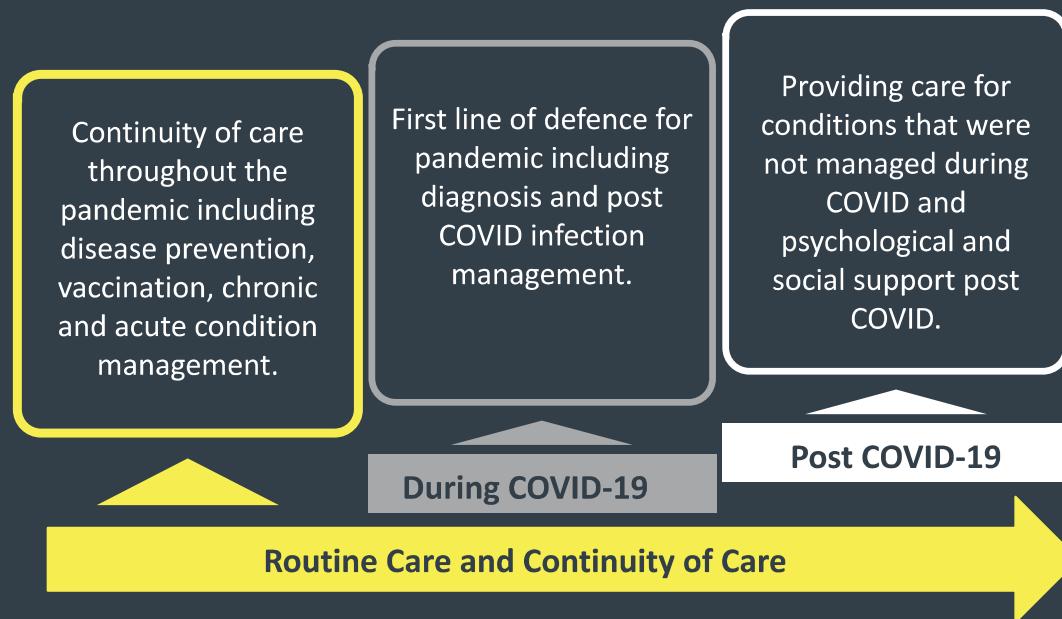 Continuity of care
throughout the
pandemic including
disease prevention,
vaccination, chronic
and acute condition
management.
First line of defence for
pandemic including
diagnosis and post
COVID infection
management.
Providing care for
conditions that were
not managed during
COVID and
psychological and
social support post
COVID.
During COVID-19
Post COVID-19
Routine Care and Continuity of Care